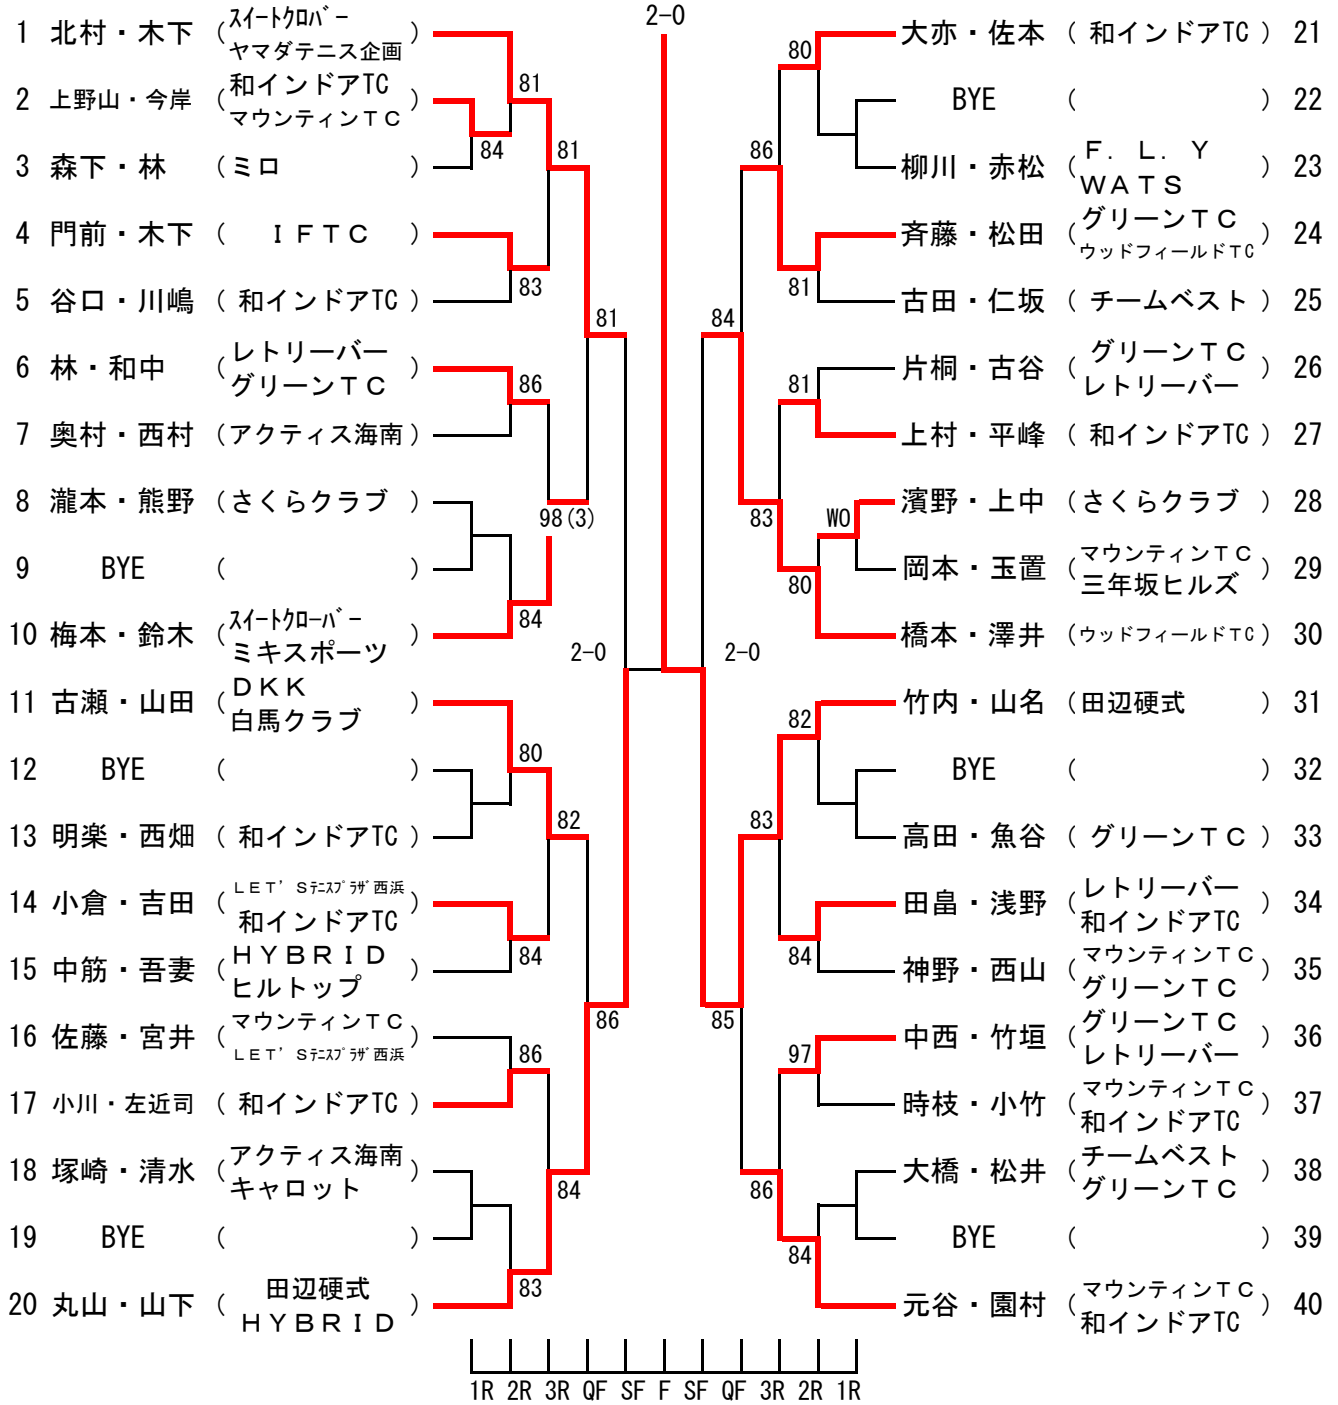 2-0
1 北村・木下 (スイートクロバー
ヤマダテニス企画)
81
2 上野山・今岸 (和インドアTC
マウンティンTC)
84
81
3 森下・林 (ミロ)
4 門前・木下 (IFTC)
83
5 谷口・川嶋 (和インドアTC)
81
6 林・和中 (レトリーバー
グリーンTC)
86
7 奥村・西村 (アクティス海南)
8 瀧本・熊野 (さくらクラブ)
98(3)
9 BYE ( )
84
10 梅本・鈴木 (スイートクローバー
ミキスポーツ)
2-0
11 古瀬・山田 (DKK
白馬クラブ)
80
12 BYE ( )
82
13 明楽・西畑 (和インドアTC)
14 小倉・吉田 (LET'Sテニスプラザ西浜
和インドアTC)
84
15 中筋・吾妻 (HYBRID
ヒルトップ)
86
16 佐藤・宮井 (マウンティンTC
LET'Sテニスプラザ西浜)
86
17 小川・左近司 (和インドアTC)
18 塚崎・清水 (アクティス海南
キャロット)
84
19 BYE ( )
83
20 丸山・山下 (田辺硬式
HYBRID)
大亦・佐本 (和インドアTC) 21
80
BYE ( ) 22
86
柳川・赤松 (F.L.Y
WATS) 23
斉藤・松田 (グリーンTC
ウッドフィールドTC) 24
81
古田・仁坂 (チームベスト) 25
84
片桐・古谷 (グリーンTC
レトリーバー) 26
81
上村・平峰 (和インドアTC) 27
濱野・上中 (さくらクラブ) 28
83
WO
岡本・玉置 (マウンティンTC
三年坂ヒルズ) 29
80
橋本・澤井 (ウッドフィールドTC) 30
2-0
竹内・山名 (田辺硬式) 31
82
BYE ( ) 32
83
高田・魚谷 (グリーンTC) 33
田畠・浅野 (レトリーバー
和インドアTC) 34
84
神野・西山 (マウンティンTC
グリーンTC) 35
85
中西・竹垣 (グリーンTC
レトリーバー) 36
97
時枝・小竹 (マウンティンTC
和インドアTC) 37
大橋・松井 (チームベスト
グリーンTC) 38
86
BYE ( ) 39
84
元谷・園村 (マウンティンTC
和インドアTC) 40
1R 2R 3R QF SF F SF QF 3R 2R 1R